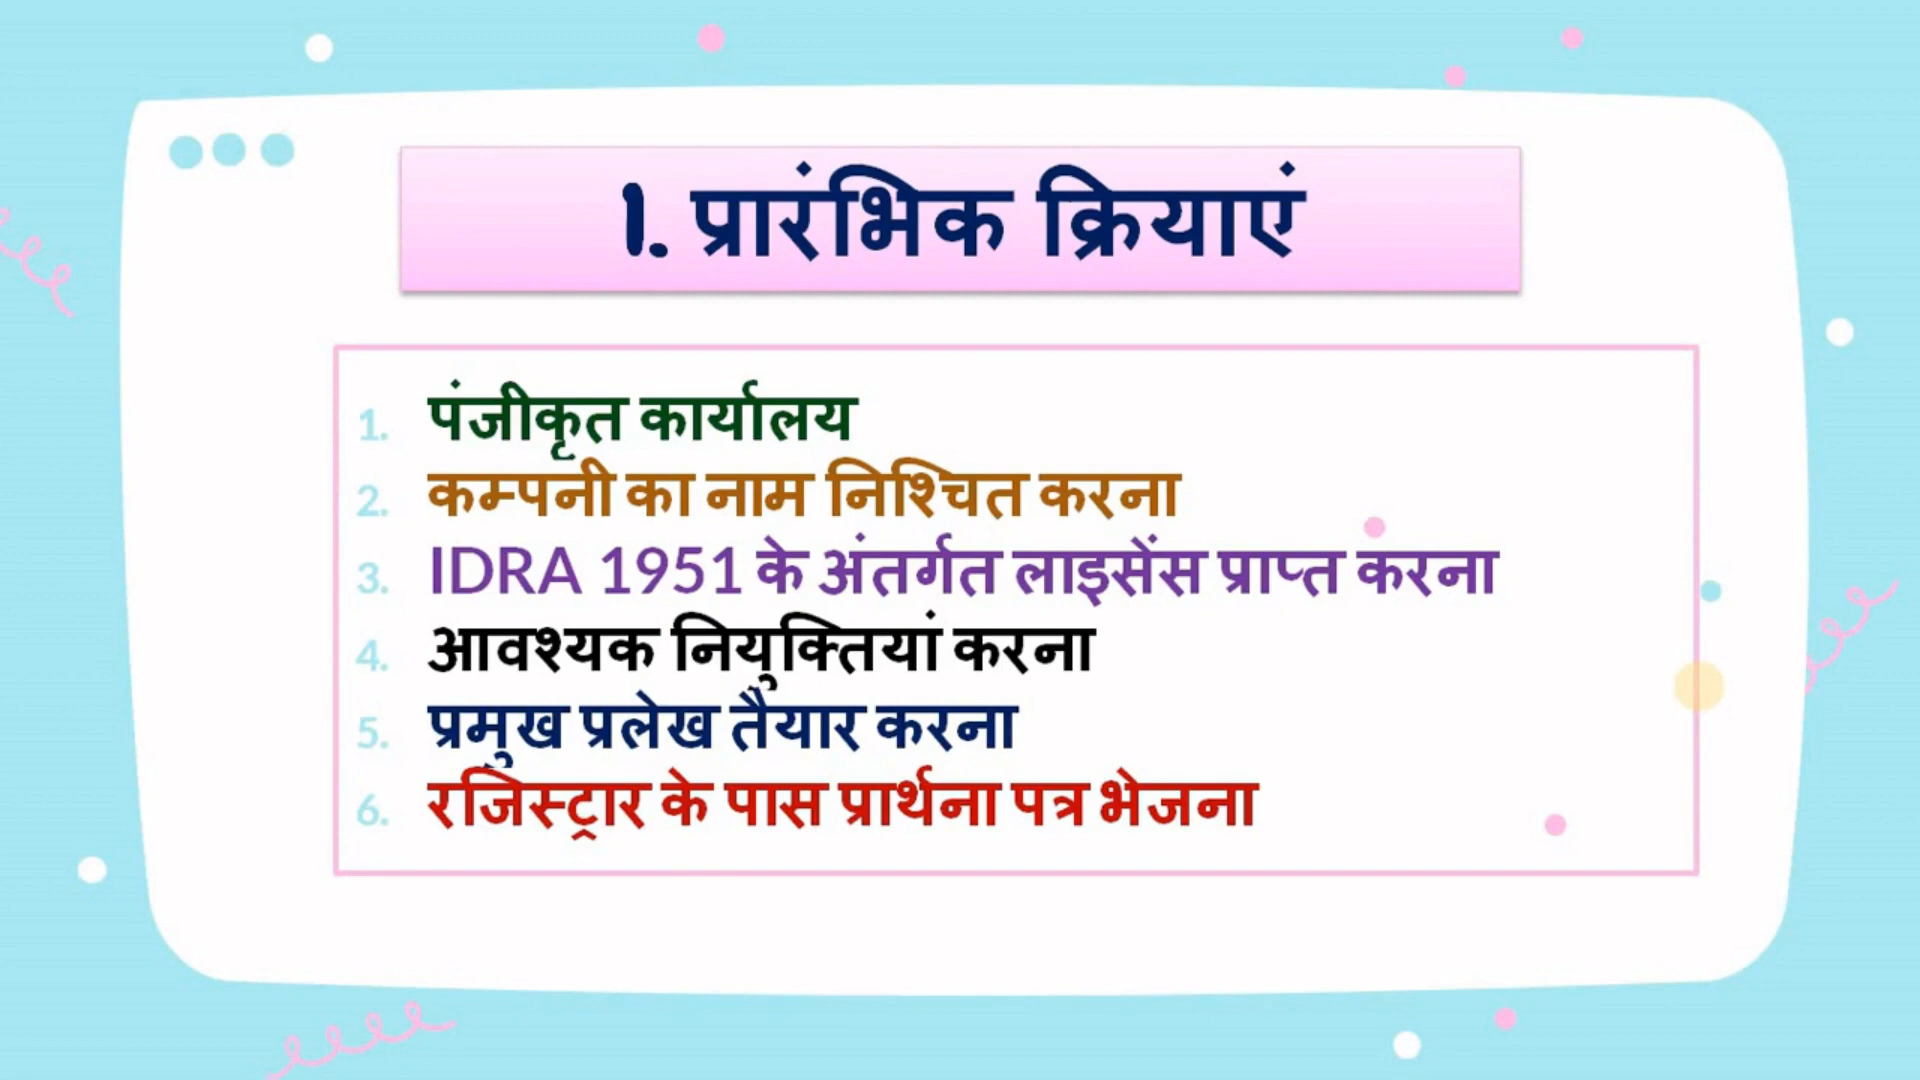 1. प्रारंभिक क्रियाएं
1. पंजीकृत कार्यालय
2. कम्पनी का नाम निश्चित करना
3. IDRA 1951 के अंतर्गत लाइसेंस प्राप्त करना
4. आवश्यक नियुक्तियां करना
5. प्रमुख प्रलेख तैयार करना
6. रजिस्ट्रार के पास प्रार्थना पत्र भेजना